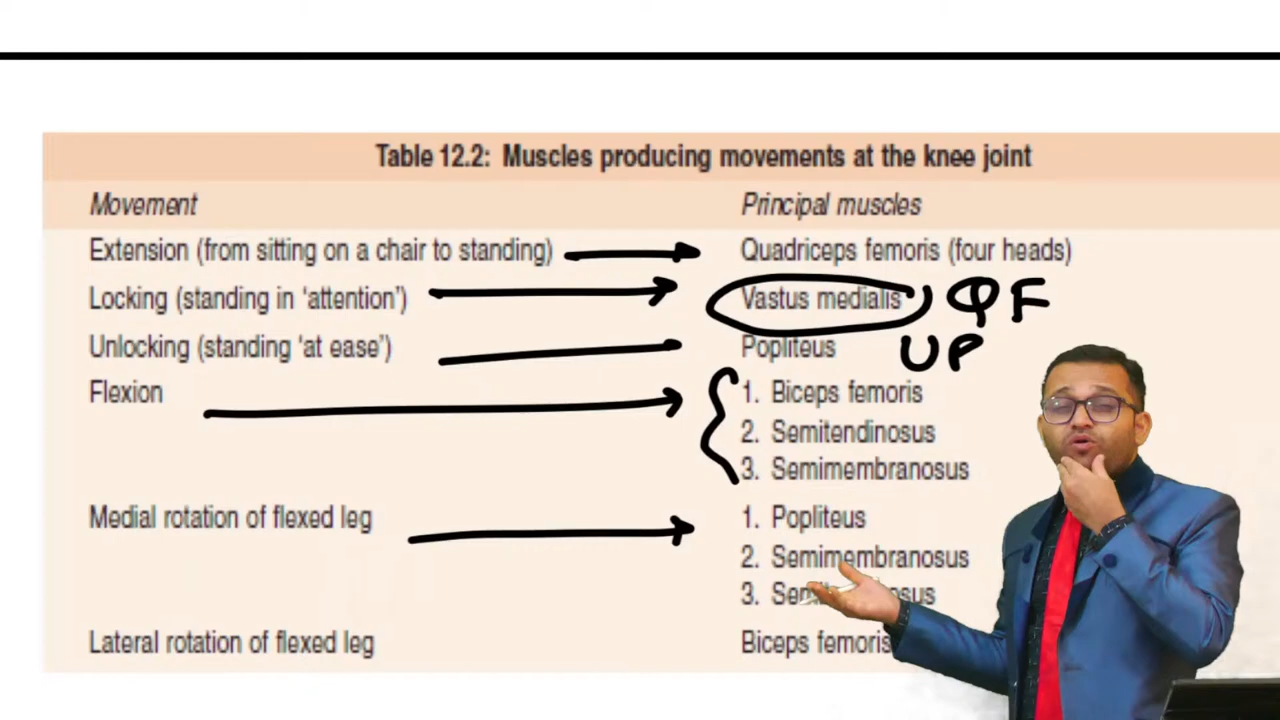 Table 12.2: Muscles producing movements at the knee joint
Movement Principal muscles
Extension (from sitting on a chair to standing) Quadriceps femoris (four heads)
Locking (standing in 'attention') Vastus medialis QF
Unlocking (standing 'at ease') Popliteus UP
Flexion 1. Biceps femoris
2. Semitendinosus
3. Semimembranosus
Medial rotation of flexed leg 1. Popliteus
2. Semimembranosus
3.
Lateral rotation of flexed leg Biceps femoris